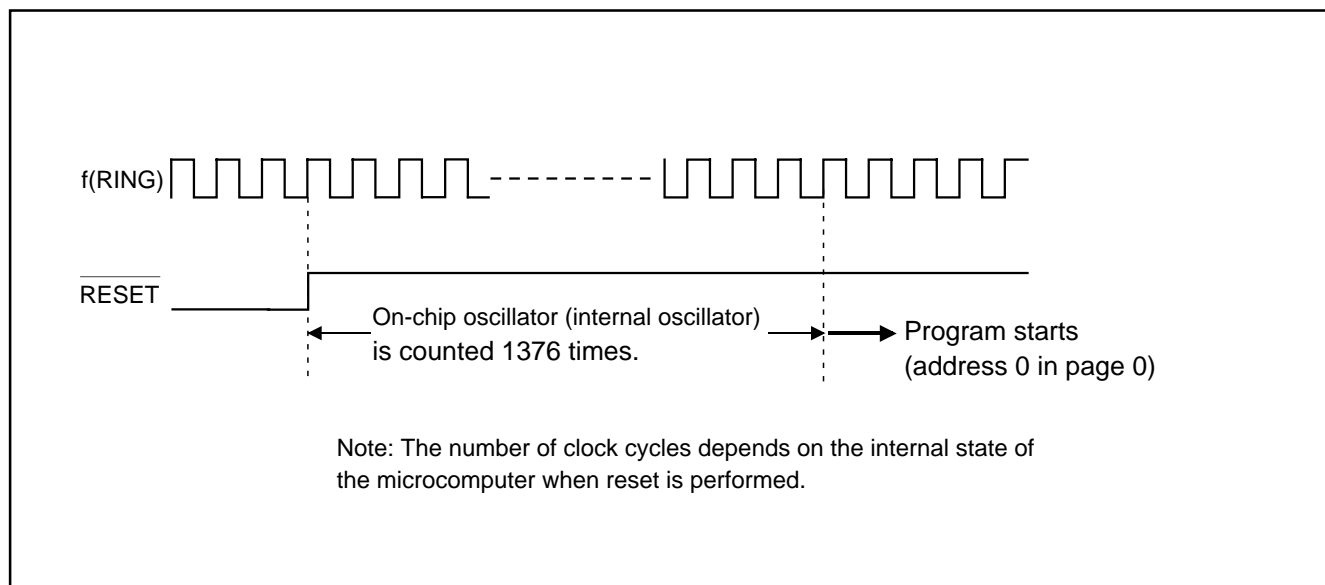 f(RING)
RESET
On-chip oscillator (internal oscillator)
is counted 1376 times.
Program starts
(address 0 in page 0)
Note: The number of clock cycles depends on the internal state of
the microcomputer when reset is performed.